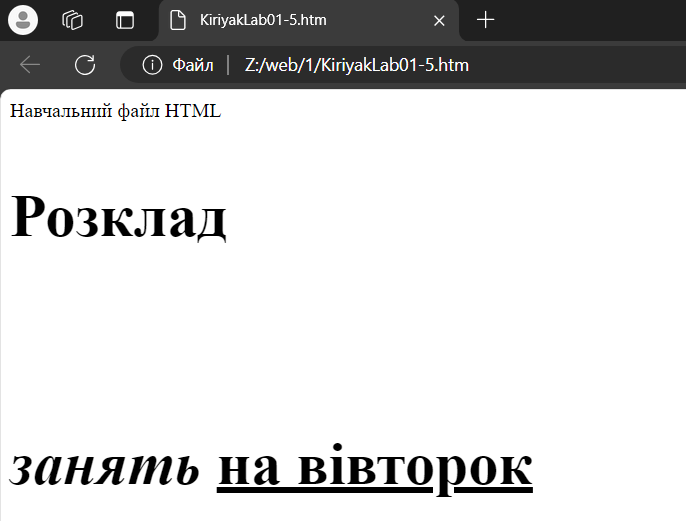 KiriyakLab01-5.htm
Файл
Z:/web/1/KiriyakLab01-5.htm
Навчальний файл HTML
Розклад
занять на вівторок